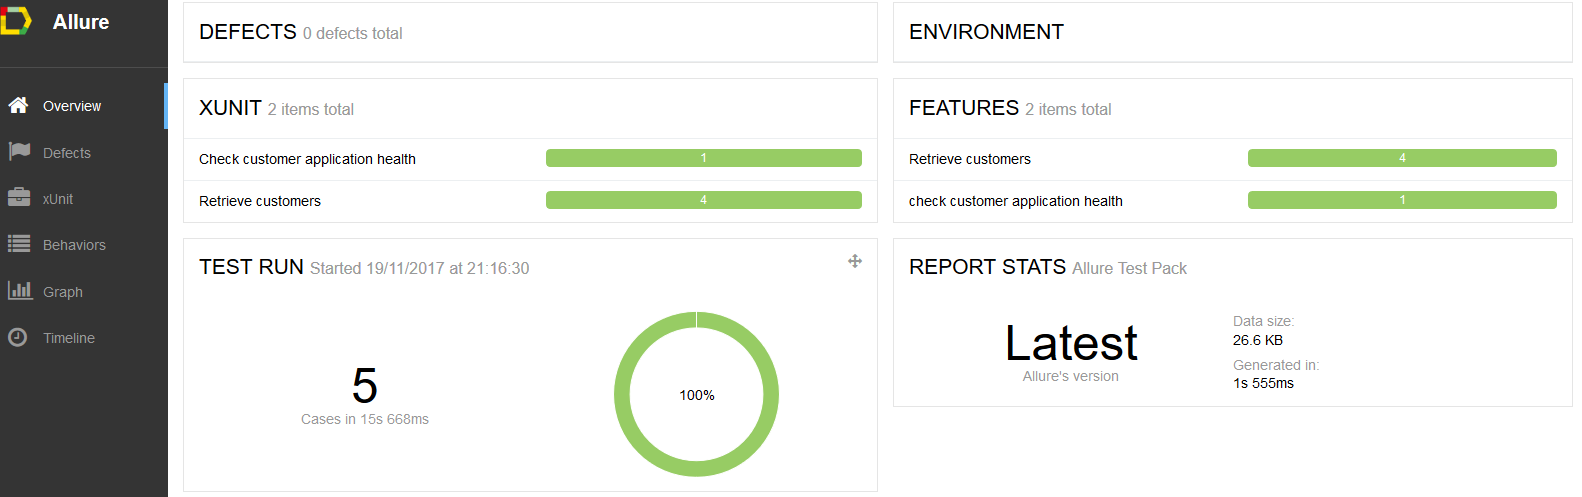 Allure
Overview
Defects
xUnit
Behaviors
Graph
Timeline
DEFECTS 0 defects total
XUNIT 2 items total
Check customer application health 1
Retrieve customers 4
TEST RUN Started 19/11/2017 at 21:16:30
5
Cases in 15s 668ms
100%
ENVIRONMENT
FEATURES 2 items total
Retrieve customers 4
check customer application health 1
REPORT STATS Allure Test Pack
Latest
Allure's version
Data size:
26.6 KB
Generated in:
1s 555ms